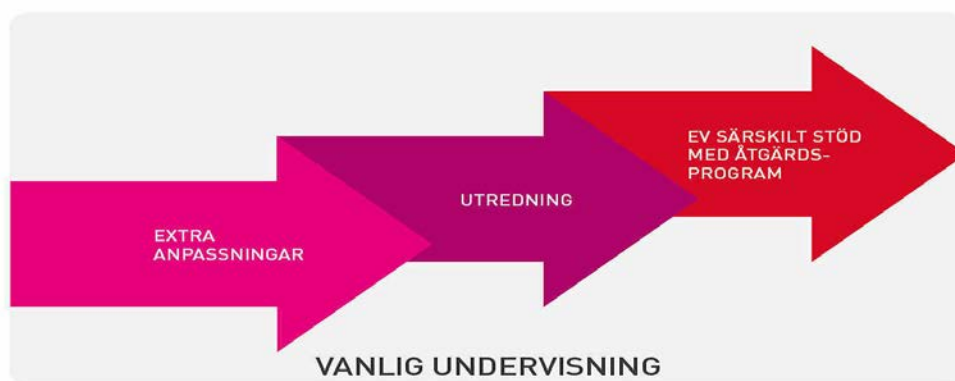 EXTRA
ANPASSNINGAR
UTREDNING
EV SÄRSKILT STÖD
MED ÅTGÄRDS-
PROGRAM
VANLIG UNDERVISNING